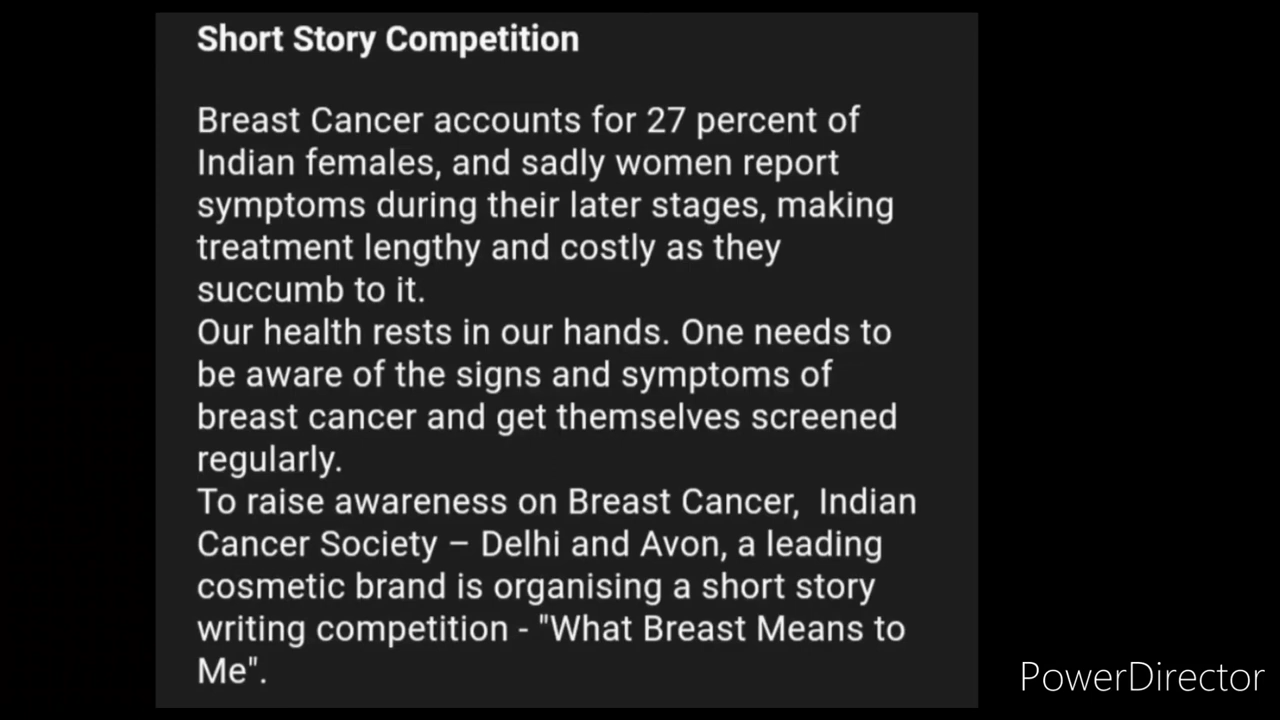 Short Story Competition
Breast Cancer accounts for 27 percent of
Indian females, and sadly women report
symptoms during their later stages, making
treatment lengthy and costly as they
succumb to it.
Our health rests in our hands. One needs to
be aware of the signs and symptoms of
breast cancer and get themselves screened
regularly.
To raise awareness on Breast Cancer,  Indian
Cancer Society – Delhi and Avon, a leading
cosmetic brand is organising a short story
writing competition - "What Breast Means to
Me".
PowerDirector